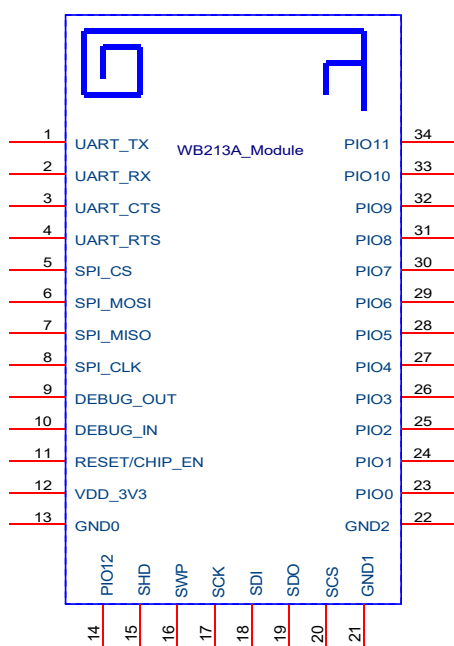 WB213A_Module
1 UART_TX PIO11 34
2 UART_RX PIO10 33
3 UART_CTS PIO9 32
4 UART_RTS PIO8 31
5 SPI_CS PIO7 30
6 SPI_MOSI PIO6 29
7 SPI_MISO PIO5 28
8 SPI_CLK PIO4 27
9 DEBUG_OUT PIO3 26
10 DEBUG_IN PIO2 25
11 RESET/CHIP_EN PIO1 24
12 VDD_3V3 PIO0 23
13 GND0 GND2 22
PIO12 SHD SWP SCK SDI SDO SCS GND1
14 15 16 17 18 19 20 21